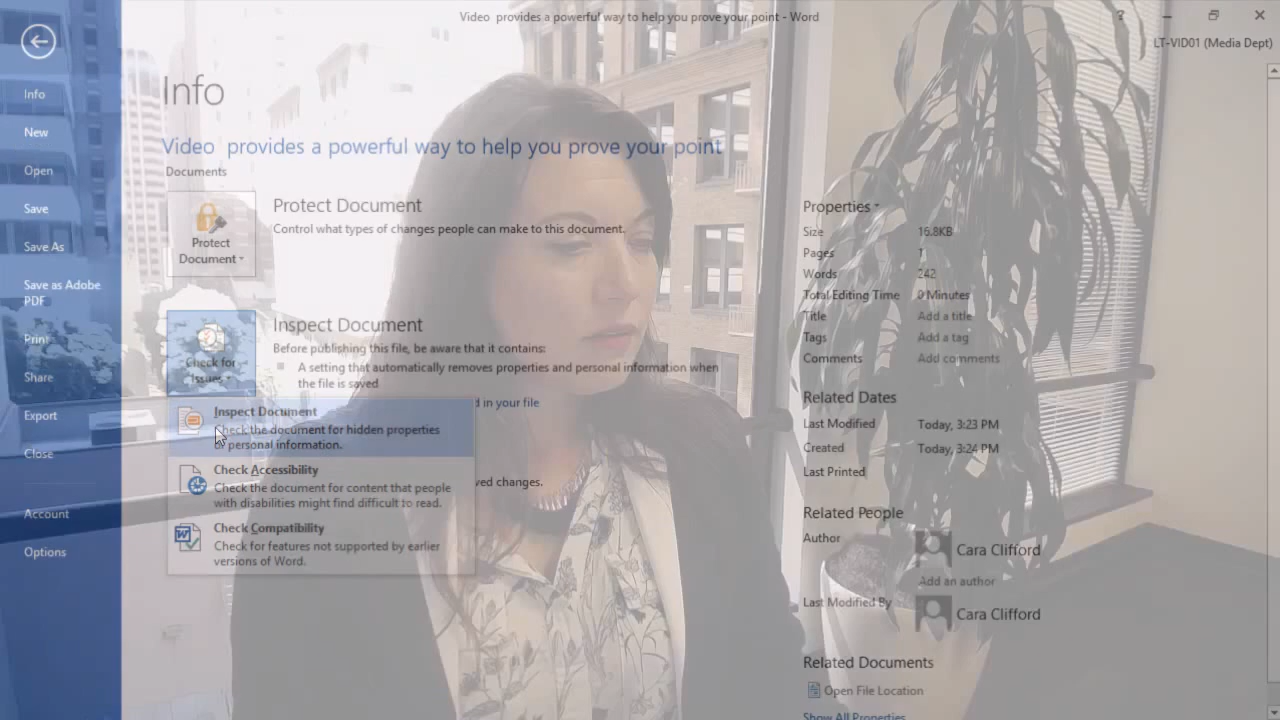 Video provides a powerful way to help you prove your point - Word
?
LT-VID01 (Media Dept)
Info
New
Open
Save
Save As
Save as Adobe
PDF
Print
Share
Export
Close
Account
Options
Info
Video provides a powerful way to help you prove your point
Documents
Protect
Document
Protect Document
Control what types of changes people can make to this document.
Check for
Issues
Inspect Document
Before publishing this file, be aware that it contains:
A setting that automatically removes properties and personal information when
the file is saved
d in your file
Inspect Document
Check the document for hidden properties
or personal information.
Check Accessibility
Check the document for content that people
with disabilities might find difficult to read.
ved changes.
Check Compatibility
Check for features not supported by earlier
versions of Word.
Properties
Size 16.8KB
Pages 1
Words 242
Total Editing Time 0 Minutes
Title Add a title
Tags Add a tag
Comments Add comments
Related Dates
Last Modified Today, 3:23 PM
Created Today, 3:24 PM
Last Printed
Related People
Author Cara Clifford
Add an author
Last Modified By Cara Clifford
Related Documents
Open File Location
Show All Properties